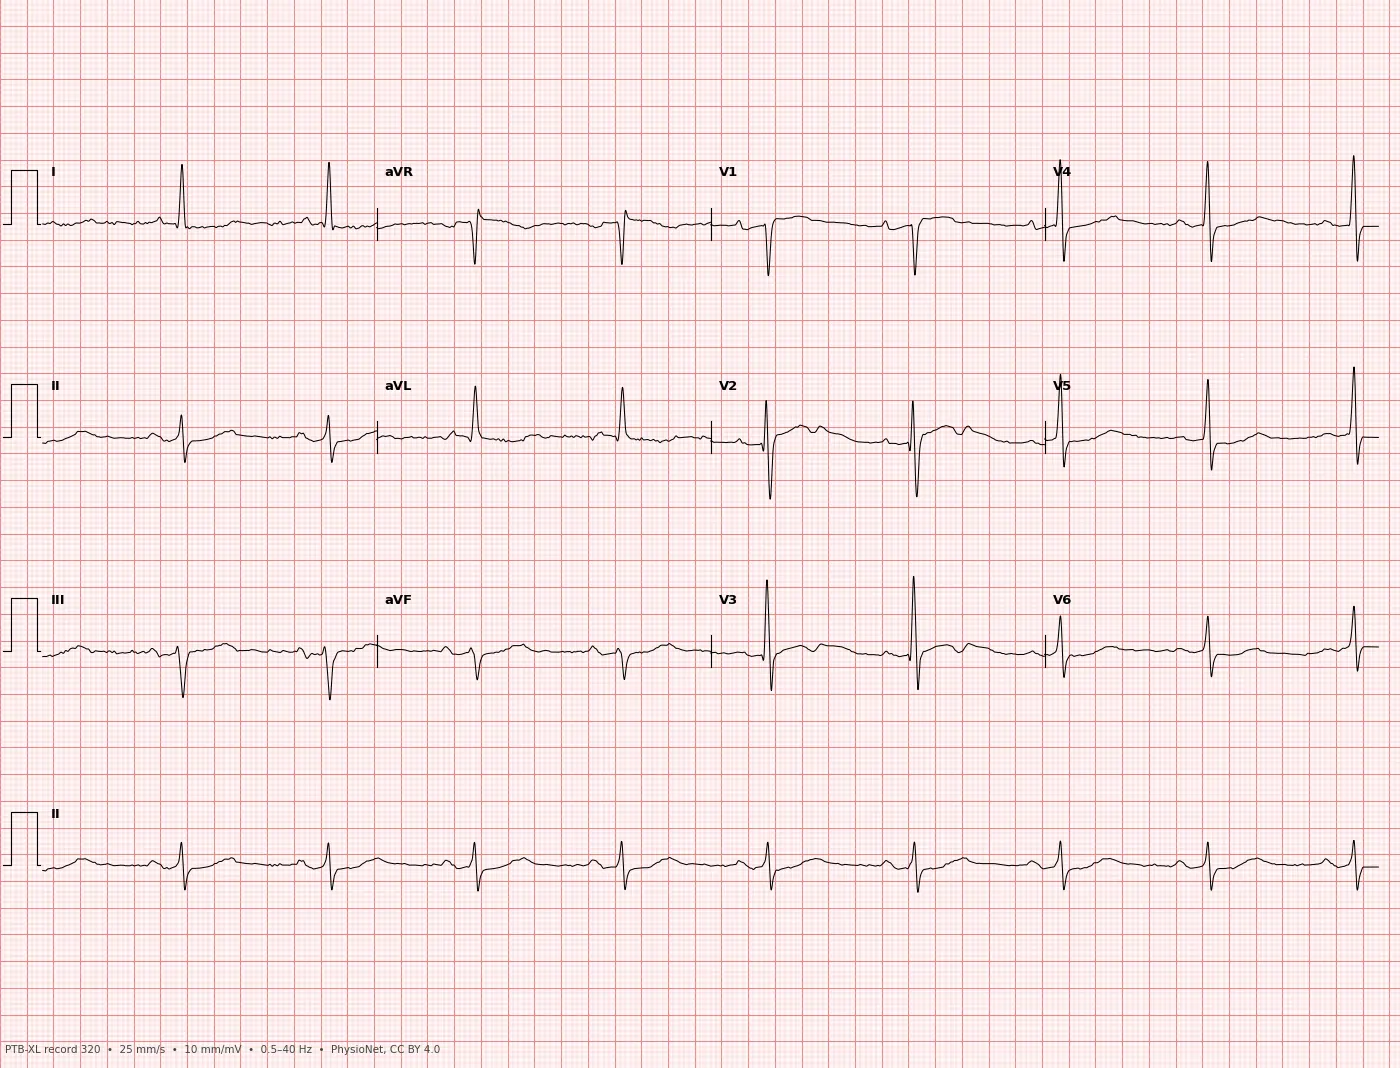 I aVR V1 V4
II aVL V2 V5
III aVF V3 V6
II
PTB-XL record 320 • 25 mm/s • 10 mm/mV • 0.5–40 Hz • PhysioNet, CC BY 4.0